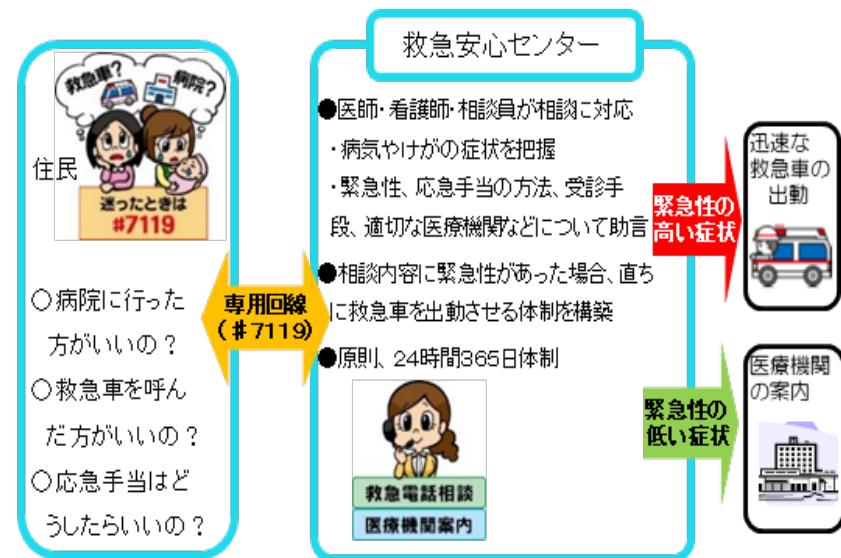 救急車?
病院?
住民
迷ったときは
#7119
○病院に行った
方がいいの?
○救急車を呼ん
だ方がいいの?
○応急手当はど
うしたらいいの?
専用回線
(#7119)
救急安心センター
●医師・看護師・相談員が相談に対応
・病気やけがの症状を把握
・緊急性、応急手当の方法、受診手
段、適切な医療機関などについて助言
●相談内容に緊急性があった場合、直ち
に救急車を出動させる体制を構築
●原則、24時間365日体制
救急電話相談
医療機関案内
緊急性の
高い症状
迅速な
救急車の
出動
緊急性の
低い症状
医療機関
の案内